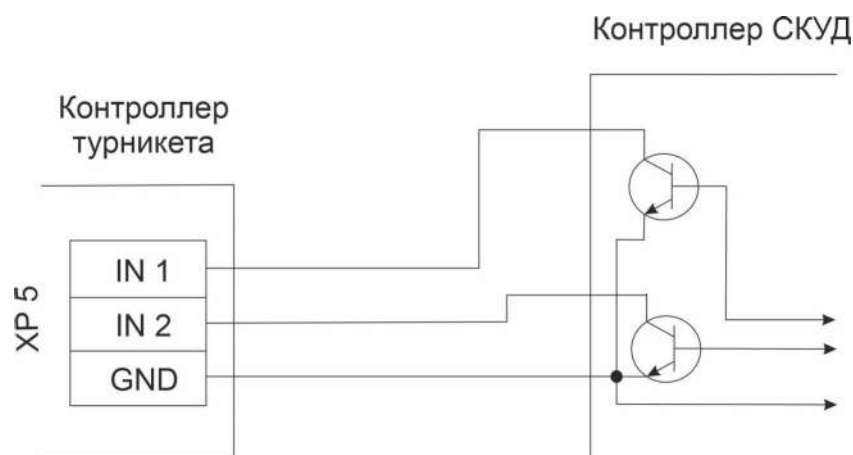 Контроллер СКУД
Контроллер
турникета
XP 5
IN 1
IN 2
GND